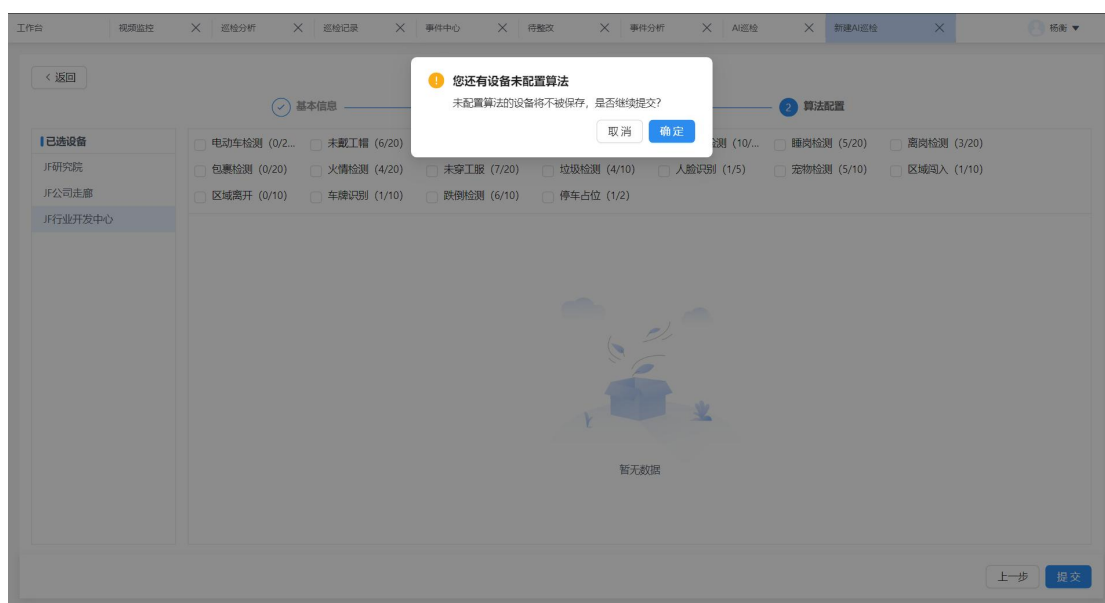 工作台 视频监控 巡检分析 巡检记录 事件中心 待整改 事件分析 AI巡检 新建AI巡检 杨衡
< 返回
您还有设备未配置算法
未配置算法的设备将不被保存，是否继续提交?
取消 确定
基本信息
2 算法配置
已选设备
JF研究院
JF公司走廊
JF行业开发中心
电动车检测 (0/2... 未戴工帽 (6/20) 测 (10/... 睡岗检测 (5/20) 离岗检测 (3/20)
包裹检测 (0/20) 火情检测 (4/20) 未穿工服 (7/20) 垃圾检测 (4/10) 人脸识别 (1/5) 宠物检测 (5/10) 区域闯入 (1/10)
区域离开 (0/10) 车牌识别 (1/10) 跌倒检测 (6/10) 停车占位 (1/2)
暂无数据
上一步 提交